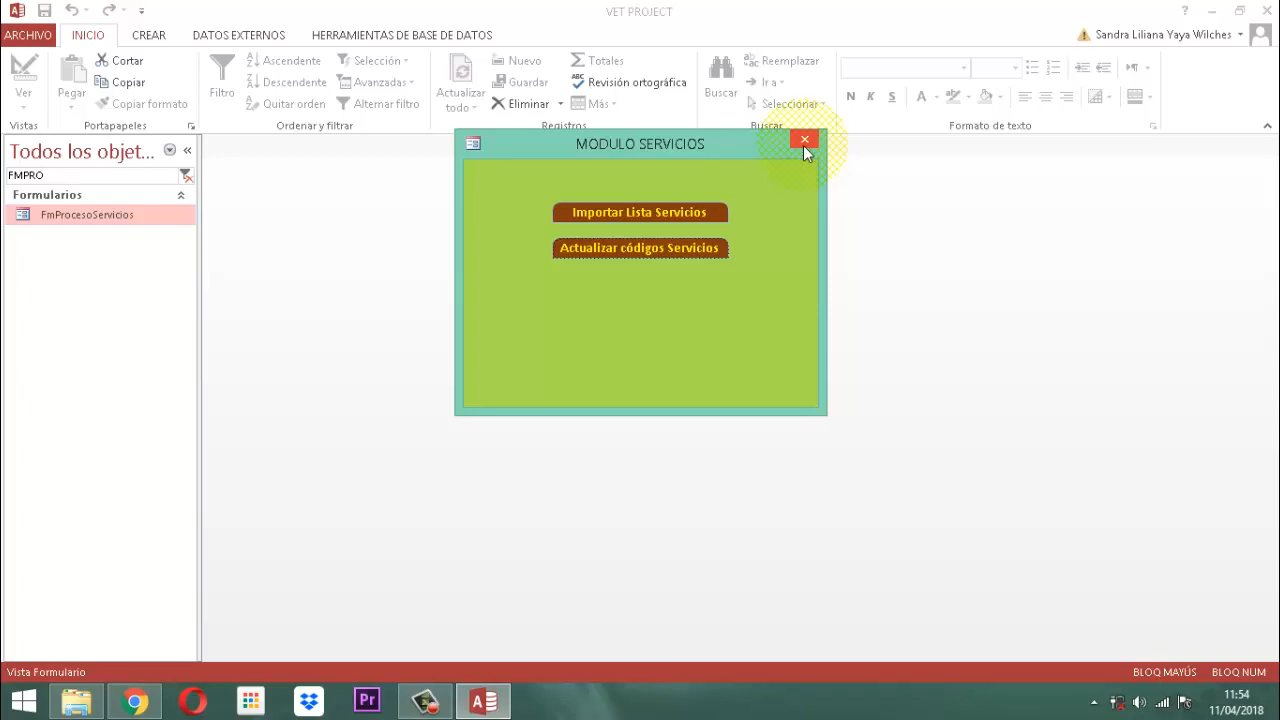 VET PROJECT
?
ARCHIVO INICIO CREAR DATOS EXTERNOS HERRAMIENTAS DE BASE DE DATOS
Sandra Liliana Yaya Wilches
Ver
Vistas
Pegar
Cortar
Copiar
Copiar formato
Portapapeles
Filtro
Ascendente
Descendente
Quitar orden
Selección
Avanzadas
Alternar filtro
Ordenar y filtrar
Actualizar
todo
Nuevo
Guardar
Eliminar
Totales
Revisión ortográfica
Más
Registros
Buscar
Reemplazar
Ir a
Seleccionar
Buscar
N K S
A
Formato de texto
Todos los objet...
FMPRO
Formularios
FmProcesoServicios
MODULO SERVICIOS
Importar Lista Servicios
Actualizar códigos Servicios
Vista Formulario
BLOQ MAYÚS BLOQ NUM
Pr
11:54
11/04/2018